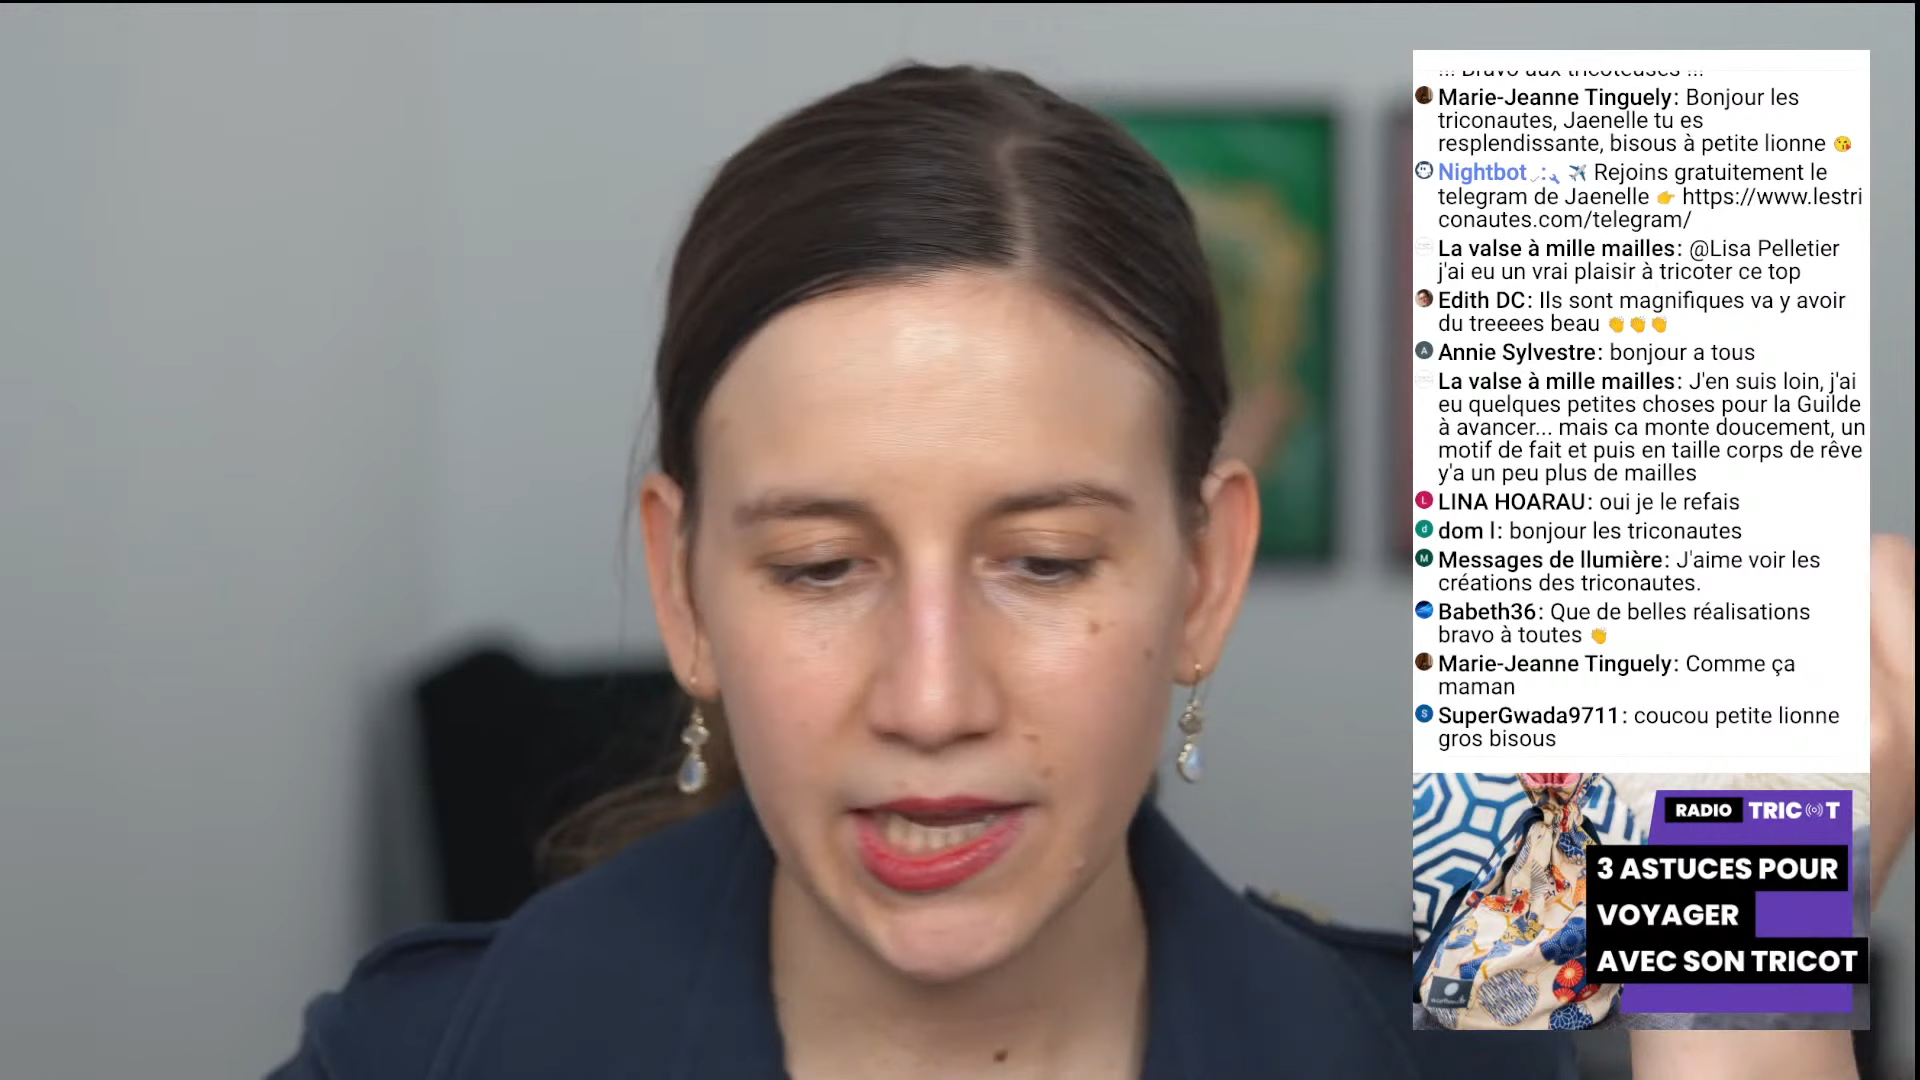 ... Bravo aux tricoteuses ...
Marie-Jeanne Tinguely: Bonjour les
triconautes, Jaenelle tu es
resplendissante, bisous à petite lionne 😘
Nightbot ✈️ Rejoins gratuitement le
telegram de Jaenelle 👉 https://www.lestri
conautes.com/telegram/
La valse à mille mailles: @Lisa Pelletier
j'ai eu un vrai plaisir à tricoter ce top
Edith DC: Ils sont magnifiques va y avoir
du treeees beau 👏👏👏
Annie Sylvestre: bonjour a tous
La valse à mille mailles: J'en suis loin, j'ai
eu quelques petites choses pour la Guilde
à avancer... mais ca monte doucement, un
motif de fait et puis en taille corps de rêve
y'a un peu plus de mailles
LINA HOARAU: oui je le refais
dom l: bonjour les triconautes
Messages de llumière: J'aime voir les
créations des triconautes.
Babeth36: Que de belles réalisations
bravo à toutes 👏
Marie-Jeanne Tinguely: Comme ça
maman
SuperGwada9711: coucou petite lionne
gros bisous
RADIO TRICOT
3 ASTUCES POUR
VOYAGER
AVEC SON TRICOT